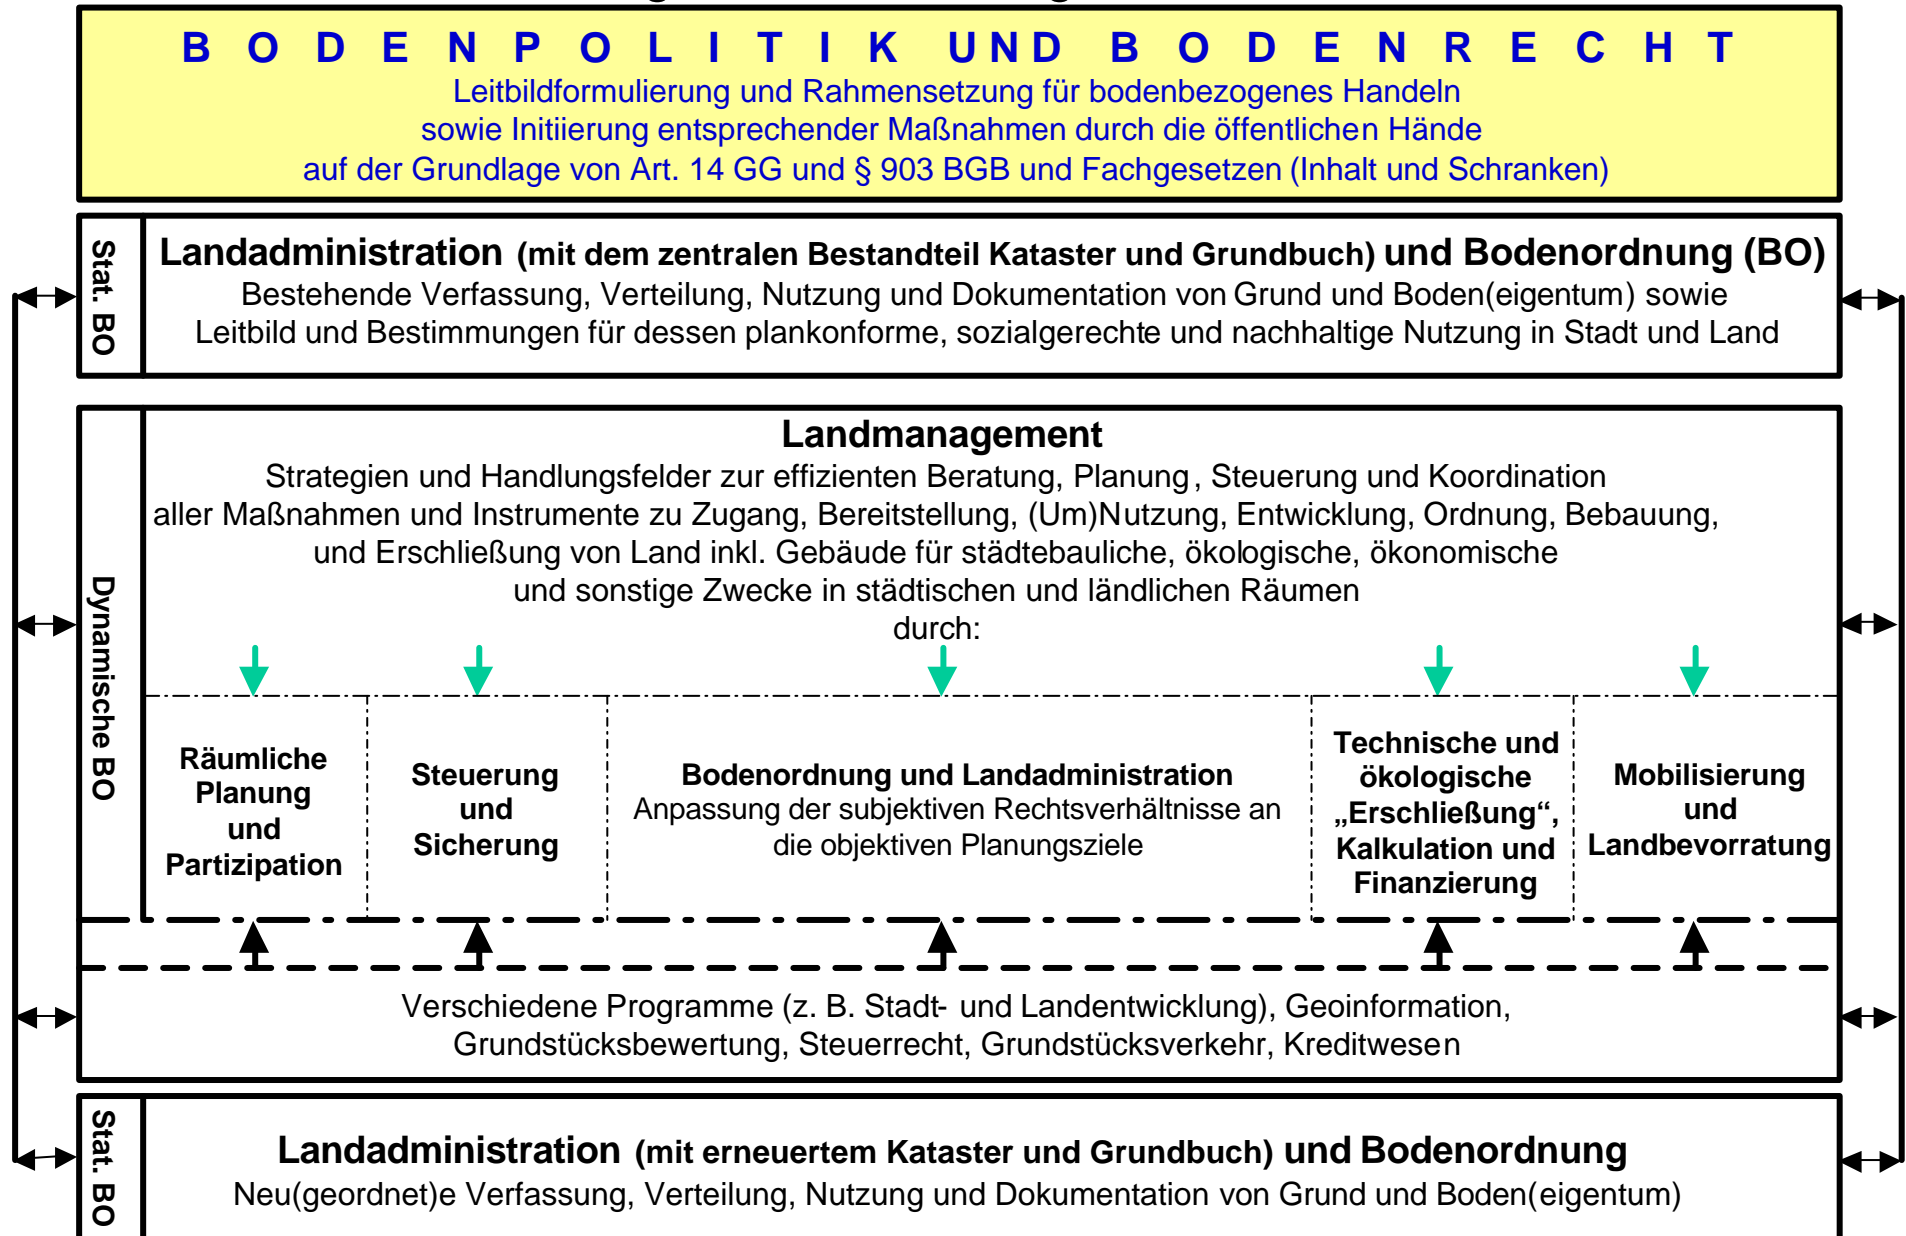 BODENPOLITIK UND BODENRECHT
Leitbildformulierung und Rahmensetzung für bodenbezogenes Handeln
sowie Initiierung entsprechender Maßnahmen durch die öffentlichen Hände
auf der Grundlage von Art. 14 GG und § 903 BGB und Fachgesetzen (Inhalt und Schranken)
Stat. BO
Landadministration (mit dem zentralen Bestandteil Kataster und Grundbuch) und Bodenordnung (BO)
Bestehende Verfassung, Verteilung, Nutzung und Dokumentation von Grund und Boden(eigentum) sowie
Leitbild und Bestimmungen für dessen plankonforme, sozialgerechte und nachhaltige Nutzung in Stadt und Land
Dynamische BO
Landmanagement
Strategien und Handlungsfelder zur effizienten Beratung, Planung, Steuerung und Koordination
aller Maßnahmen und Instrumente zu Zugang, Bereitstellung, (Um)Nutzung, Entwicklung, Ordnung, Bebauung,
und Erschließung von Land inkl. Gebäude für städtebauliche, ökologische, ökonomische
und sonstige Zwecke in städtischen und ländlichen Räumen
durch:
Räumliche
Planung
und
Partizipation
Steuerung
und
Sicherung
Bodenordnung und Landadministration
Anpassung der subjektiven Rechtsverhältnisse an
die objektiven Planungsziele
Technische und
ökologische
„Erschließung“,
Kalkulation und
Finanzierung
Mobilisierung
und
Landbevorratung
Verschiedene Programme (z. B. Stadt- und Landentwicklung), Geoinformation,
Grundstücksbewertung, Steuerrecht, Grundstücksverkehr, Kreditwesen
Stat. BO
Landadministration (mit erneuertem Kataster und Grundbuch) und Bodenordnung
Neu(geordnet)e Verfassung, Verteilung, Nutzung und Dokumentation von Grund und Boden(eigentum)